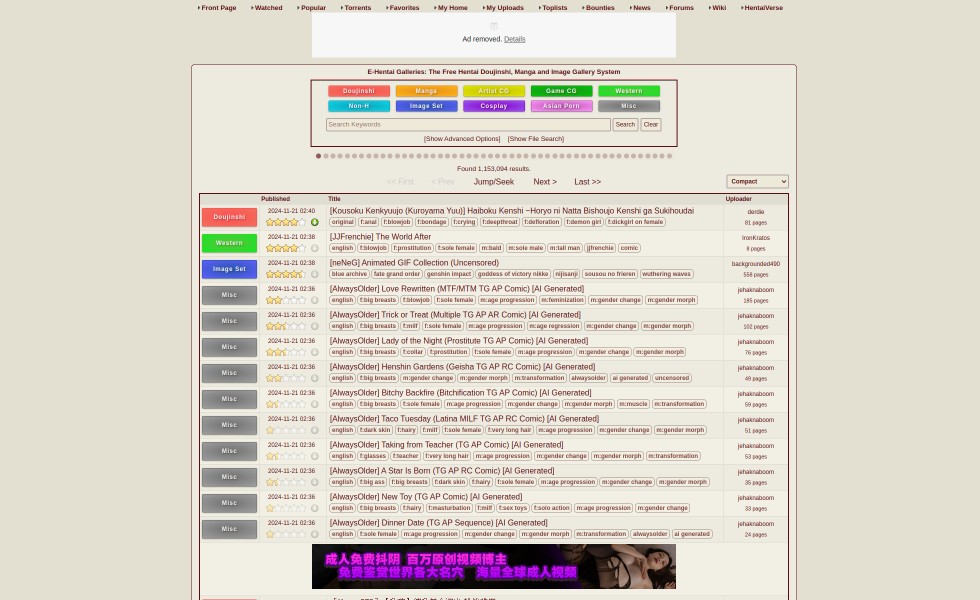 Front Page Watched Popular Torrents Favorites My Home My Uploads Toplists Bounties News Forums Wiki HentaiVerse
Ad removed. Details
E-Hentai Galleries: The Free Hentai Doujinshi, Manga and Image Gallery System
Doujinshi Manga Artist CG Game CG Western
Non-H Image Set Cosplay Asian Porn Misc
Search Keywords Search Clear
[Show Advanced Options] [Show File Search]
Found 1,153,094 results.
<< First < Prev Jump/Seek Next > Last >> Compact
Published Title Uploader
Doujinshi 2024-11-21 02:40 [Kousoku Kenkyuujo (Kuroyama Yuu)] Haiboku Kenshi ~Horyo ni Natta Bishoujo Kenshi ga Sukihoudai derdie
original f:anal f:blowjob f:bondage f:crying f:deepthroat f:defloration f:demon girl f:dickgirl on female 81 pages
Western 2024-11-21 02:38 [JJFrenchie] The World After IronKratos
english f:blowjob f:prostitution f:sole female m:bald m:sole male m:tall man jjfrenchie comic 8 pages
Image Set 2024-11-21 02:38 [neNeG] Animated GIF Collection (Uncensored) backgrounded490
blue archive fate grand order genshin impact goddess of victory nikke nijisanji sousou no frieren wuthering waves 558 pages
Misc 2024-11-21 02:36 [AlwaysOlder] Love Rewritten (MTF/MTM TG AP Comic) [AI Generated] jehaknaboom
english f:big breasts f:blowjob f:sole female m:age progression m:feminization m:gender change m:gender morph 185 pages
Misc 2024-11-21 02:36 [AlwaysOlder] Trick or Treat (Multiple TG AP AR Comic) [AI Generated] jehaknaboom
english f:big breasts f:milf f:sole female m:age progression m:age regression m:gender change m:gender morph 102 pages
Misc 2024-11-21 02:36 [AlwaysOlder] Lady of the Night (Prostitute TG AP Comic) [AI Generated] jehaknaboom
english f:big breasts f:collar f:prostitution f:sole female m:age progression m:gender change m:gender morph 76 pages
Misc 2024-11-21 02:36 [AlwaysOlder] Henshin Gardens (Geisha TG AP RC Comic) [AI Generated] jehaknaboom
english f:big breasts m:gender change m:gender morph m:transformation alwaysolder ai generated uncensored 49 pages
Misc 2024-11-21 02:36 [AlwaysOlder] Bitchy Backfire (Bitchification TG AP Comic) [AI Generated] jehaknaboom
english f:big breasts f:sole female m:age progression m:gender change m:gender morph m:muscle m:transformation 59 pages
Misc 2024-11-21 02:36 [AlwaysOlder] Taco Tuesday (Latina MILF TG AP RC Comic) [AI Generated] jehaknaboom
english f:dark skin f:hairy f:milf f:sole female f:very long hair m:age progression m:gender change m:gender morph 51 pages
Misc 2024-11-21 02:36 [AlwaysOlder] Taking from Teacher (TG AP Comic) [AI Generated] jehaknaboom
english f:glasses f:teacher f:very long hair m:age progression m:gender change m:gender morph m:transformation 53 pages
Misc 2024-11-21 02:36 [AlwaysOlder] A Star Is Born (TG AP RC Comic) [AI Generated] jehaknaboom
english f:big ass f:big breasts f:dark skin f:hairy f:sole female m:age progression m:gender change m:gender morph 35 pages
Misc 2024-11-21 02:36 [AlwaysOlder] New Toy (TG AP Comic) [AI Generated] jehaknaboom
english f:big breasts f:hairy f:masturbation f:milf f:sex toys f:solo action m:age progression m:gender change 33 pages
Misc 2024-11-21 02:36 [AlwaysOlder] Dinner Date (TG AP Sequence) [AI Generated] jehaknaboom
english f:sole female m:age progression m:gender change m:gender morph m:transformation alwaysolder ai generated 24 pages
成人免费抖阴 百万原创视频博主
免费鉴赏世界各大名穴 海量全球成人视频